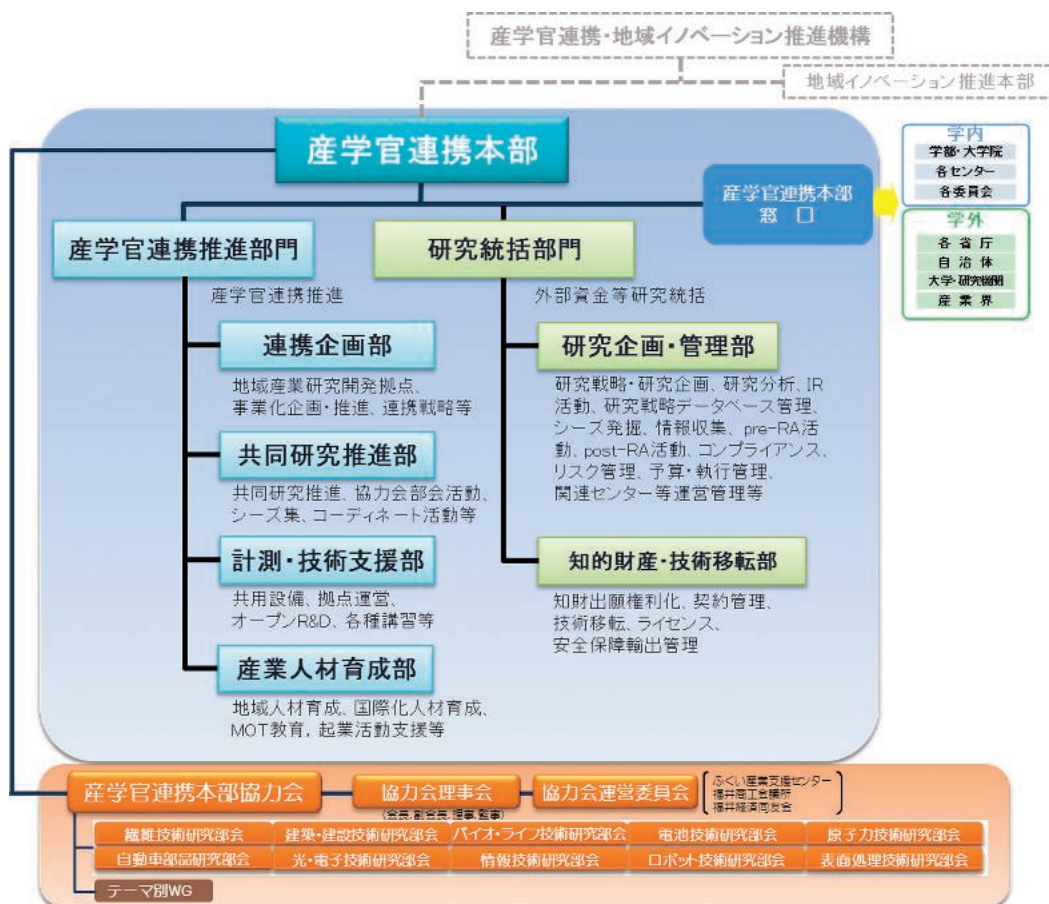 産学官連携・地域イノベーション推進機構
地域イノベーション推進本部
産学官連携本部
産学官連携本部
窓 口
学内
学部・大学院
各センター
各委員会
学外
各 省 庁
自 治 体
大学・研究機関
産 業 界
産学官連携推進部門
産学官連携推進
連携企画部
地域産業研究開発拠点、
事業化企画・推進、連携戦略等
共同研究推進部
共同研究推進、協力会部会活動、
シーズ集、コーディネート活動等
計測・技術支援部
共用設備、拠点運営、
オープンR&D、各種講習等
産業人材育成部
地域人材育成、国際化人材育成、
MOT教育，起業活動支援等
研究統括部門
外部資金等研究統括
研究企画・管理部
研究戦略・研究企画、研究分析、IR
活動、研究戦略データベース管理、
シーズ発掘、情報収集、pre-RA活
動、post-RA活動、コンプライアンス、
リスク管理、予算・執行管理、
関連センター等運営管理等
知的財産・技術移転部
知財出願権利化、契約管理、
技術移転、ライセンス、
安全保障輸出管理
産学官連携本部協力会
協力会理事会
(会長，副会長，理事，監事)
協力会運営委員会
ふくい産業支援センター
福井商工会議所
福井経済同友会
繊維技術研究部会
建築・建設技術研究部会
バイオ・ライフ技術研究部会
電池技術研究部会
原子力技術研究部会
自動車部品研究部会
光・電子技術研究部会
情報技術研究部会
ロボット技術研究部会
表面処理技術研究部会
テーマ別WG